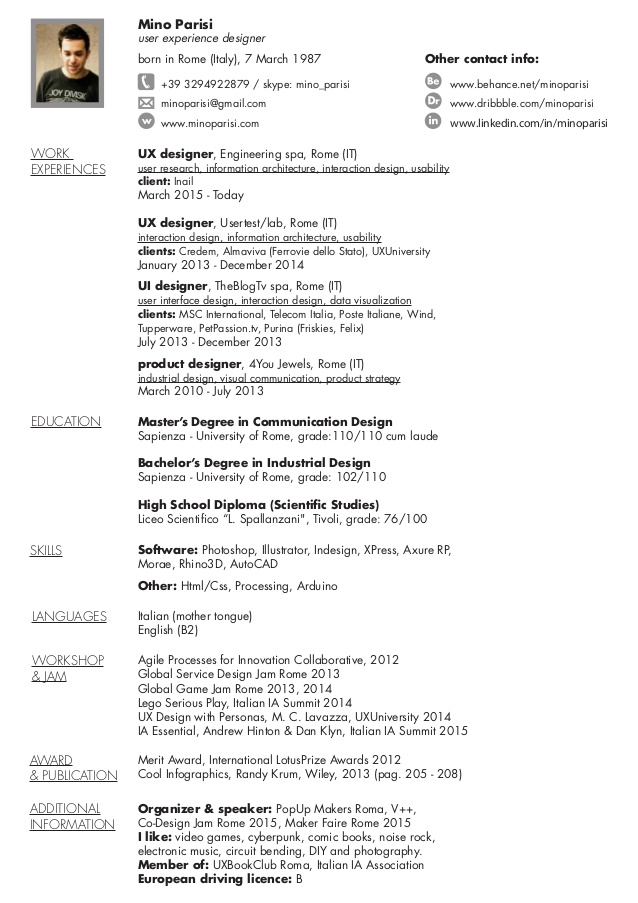 Mino Parisi
user experience designer
born in Rome (Italy), 7 March 1987
+39 3294922879 / skype: mino_parisi
minoparisi@gmail.com
w www.minoparisi.com
Other contact info:
Be www.behance.net/minoparisi
Dr www.dribbble.com/minoparisi
in www.linkedin.com/in/minoparisi
JOY DIVISION
WORK
EXPERIENCES
UX designer, Engineering spa, Rome (IT)
user research, information architecture, interaction design, usability
client: Inail
March 2015 - Today
UX designer, Usertest/lab, Rome (IT)
interaction design, information architecture, usability
clients: Credem, Almaviva (Ferrovie dello Stato), UXUniversity
January 2013 - December 2014
UI designer, TheBlogTv spa, Rome (IT)
user interface design, interaction design, data visualization
clients: MSC International, Telecom Italia, Poste Italiane, Wind,
Tupperware, PetPassion.tv, Purina (Friskies, Felix)
July 2013 - December 2013
product designer, 4You Jewels, Rome (IT)
industrial design, visual communication, product strategy
March 2010 - July 2013
EDUCATION
Master's Degree in Communication Design
Sapienza - University of Rome, grade:110/110 cum laude
Bachelor's Degree in Industrial Design
Sapienza - University of Rome, grade: 102/110
High School Diploma (Scientific Studies)
Liceo Scientifico “L. Spallanzani", Tivoli, grade: 76/100
SKILLS
Software: Photoshop, Illustrator, Indesign, XPress, Axure RP,
Morae, Rhino3D, AutoCAD
Other: Html/Css, Processing, Arduino
LANGUAGES
Italian (mother tongue)
English (B2)
WORKSHOP
& JAM
Agile Processes for Innovation Collaborative, 2012
Global Service Design Jam Rome 2013
Global Game Jam Rome 2013, 2014
Lego Serious Play, Italian IA Summit 2014
UX Design with Personas, M. C. Lavazza, UXUniversity 2014
IA Essential, Andrew Hinton & Dan Klyn, Italian IA Summit 2015
AWARD
& PUBLICATION
Merit Award, International LotusPrize Awards 2012
Cool Infographics, Randy Krum, Wiley, 2013 (pag. 205 - 208)
ADDITIONAL
INFORMATION
Organizer & speaker: PopUp Makers Roma, V++,
Co-Design Jam Rome 2015, Maker Faire Rome 2015
I like: video games, cyberpunk, comic books, noise rock,
electronic music, circuit bending, DIY and photography.
Member of: UXBookClub Roma, Italian IA Association
European driving licence: B